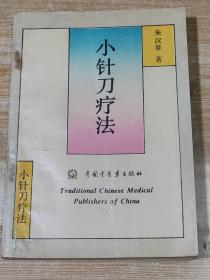 朱汉章 著
小针刀疗法
小针刀疗法
中国中医药出版社
Traditional Chinese Medical
Publishers of China